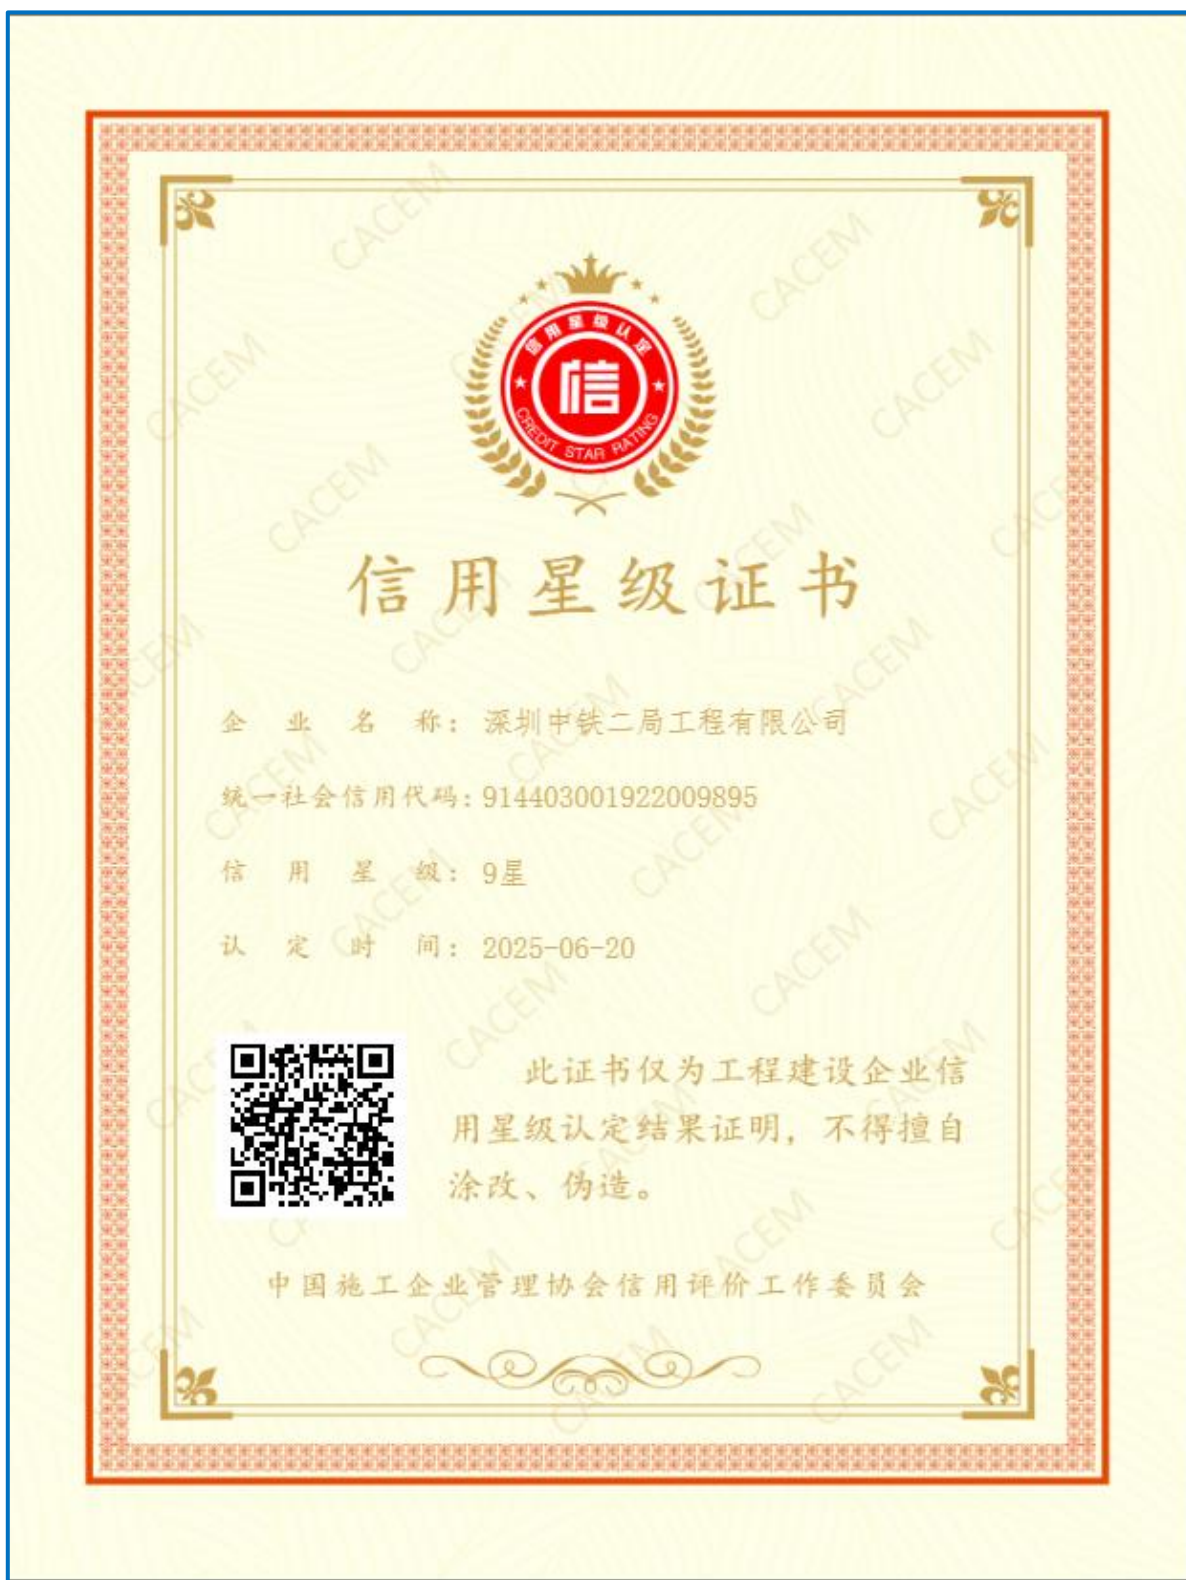 信用星级认定
信
CREDIT STAR RATING
信用星级证书
企业名称：深圳中铁二局工程有限公司
统一社会信用代码：914403001922009895
信用星级：9星
认定时间：2025-06-20
此证书仅为工程建设企业信
用星级认定结果证明，不得擅自
涂改、伪造。
中国施工企业管理协会信用评价工作委员会
CACEM